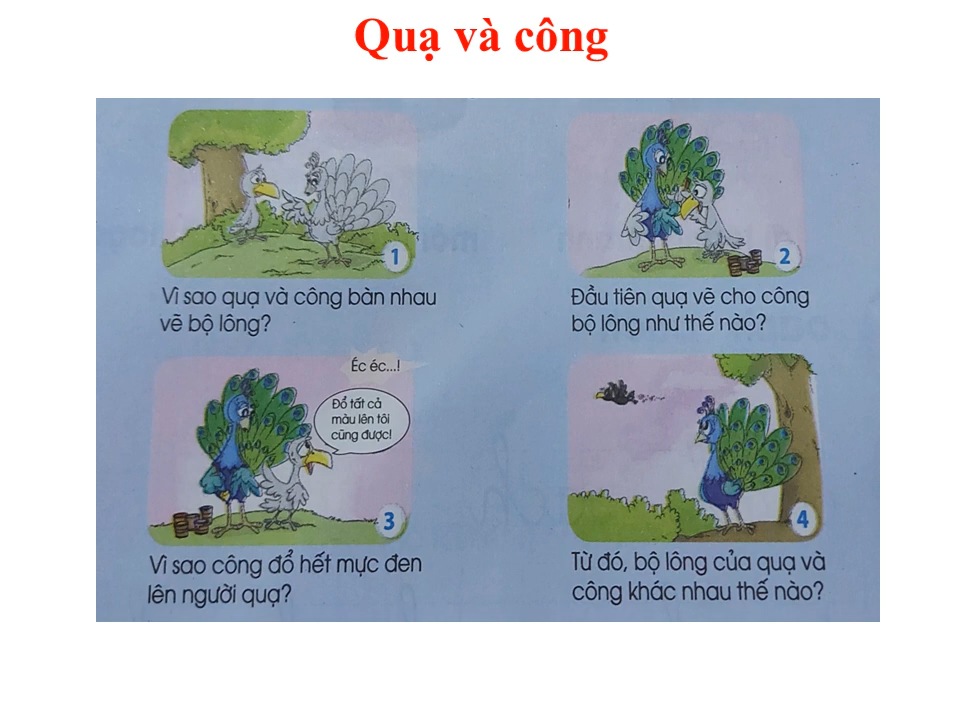 Quạ và công
1
Vì sao quạ và công bàn nhau
vẽ bộ lông?
2
Đầu tiên quạ vẽ cho công
bộ lông như thế nào?
Éc éc...!
Đổ tất cả
màu lên tôi
cũng được!
3
Vì sao công đổ hết mực đen
lên người quạ?
4
Từ đó, bộ lông của quạ và
công khác nhau thế nào?